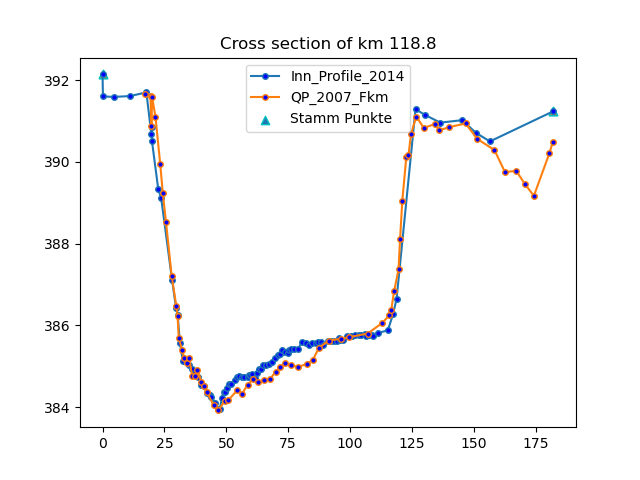 Cross section of km 118.8
Inn_Profile_2014
QP_2007_Fkm
Stamm Punkte
392
390
388
386
384
0 25 50 75 100 125 150 175